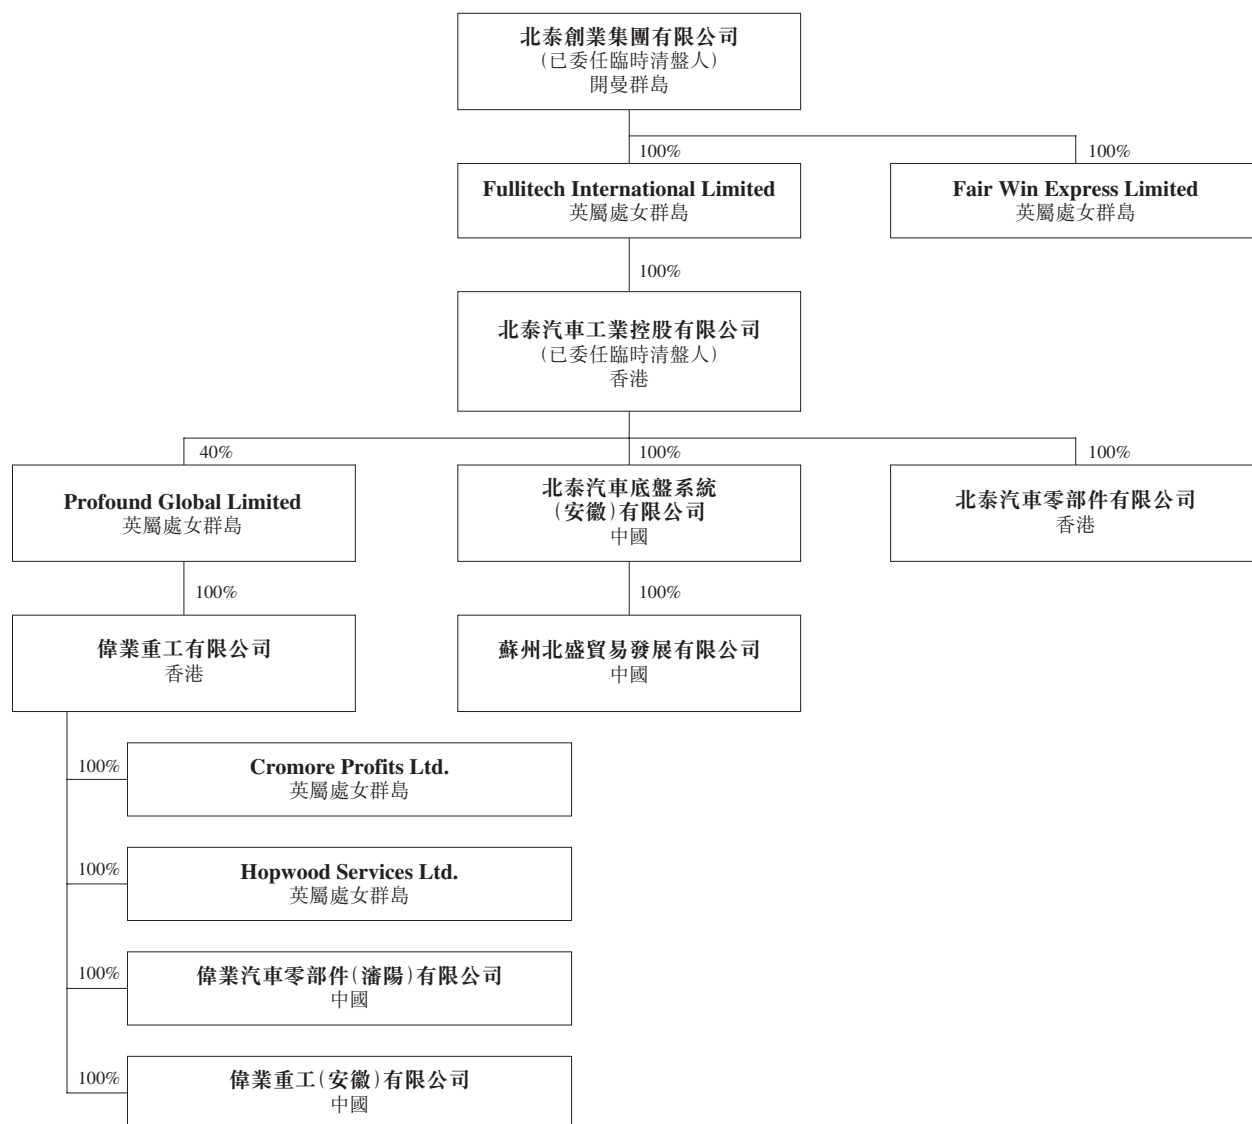 北泰創業集團有限公司
(已委任臨時清盤人)
開曼群島
100%
100%
Fullitech International Limited
英屬處女群島
Fair Win Express Limited
英屬處女群島
100%
北泰汽車工業控股有限公司
(已委任臨時清盤人)
香港
40%
100%
100%
Profound Global Limited
英屬處女群島
北泰汽車底盤系統
(安徽)有限公司
中國
北泰汽車零部件有限公司
香港
100%
100%
偉業重工有限公司
香港
蘇州北盛貿易發展有限公司
中國
100%
Cromore Profits Ltd.
英屬處女群島
100%
Hopwood Services Ltd.
英屬處女群島
100%
偉業汽車零部件(瀋陽)有限公司
中國
100%
偉業重工(安徽)有限公司
中國